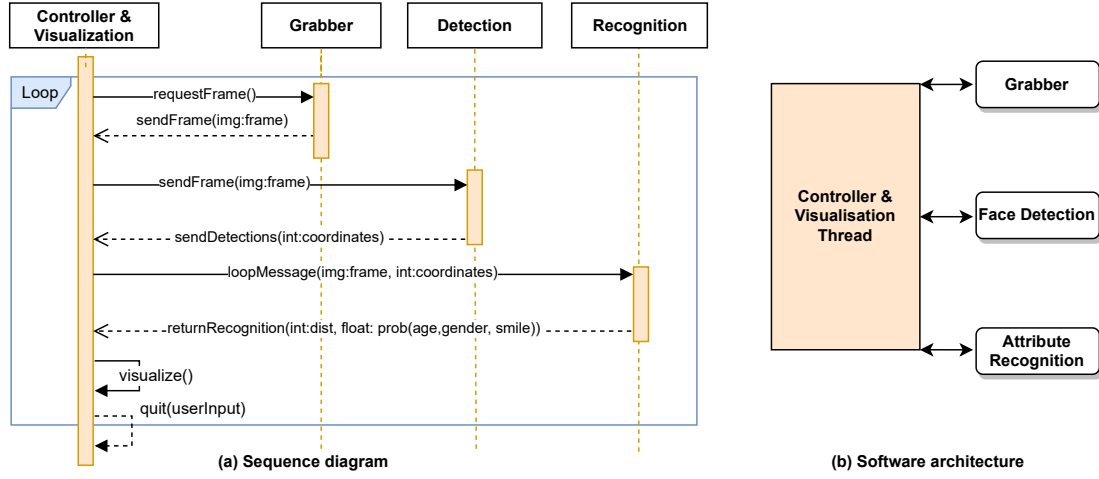 Controller &
Visualization
Grabber
Detection
Recognition
Loop
requestFrame()
sendFrame(img:frame)
sendFrame(img:frame)
sendDetections(int:coordinates)
loopMessage(img:frame, int:coordinates)
returnRecognition(int:dist, float: prob(age,gender, smile))
visualize()
quit(userInput)
(a) Sequence diagram
Controller &
Visualisation
Thread
Grabber
Face Detection
Attribute
Recognition
(b) Software architecture